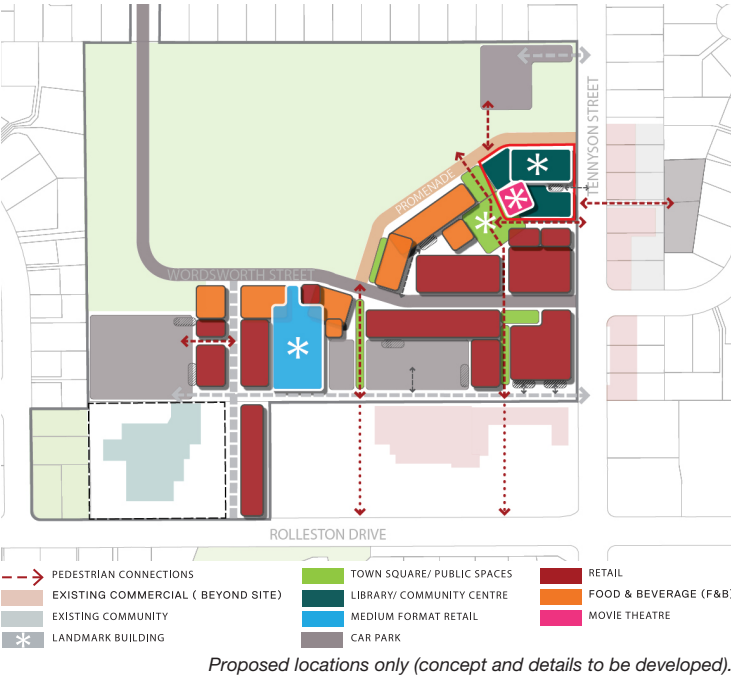 TENNYSON STREET
PROMENADE
WORDSWORTH STREET
ROLLESTON DRIVE
PEDESTRIAN CONNECTIONS
EXISTING COMMERCIAL ( BEYOND SITE)
EXISTING COMMUNITY
LANDMARK BUILDING
TOWN SQUARE/ PUBLIC SPACES
LIBRARY/ COMMUNITY CENTRE
MEDIUM FORMAT RETAIL
CAR PARK
RETAIL
FOOD & BEVERAGE (F&B)
MOVIE THEATRE
Proposed locations only (concept and details to be developed).